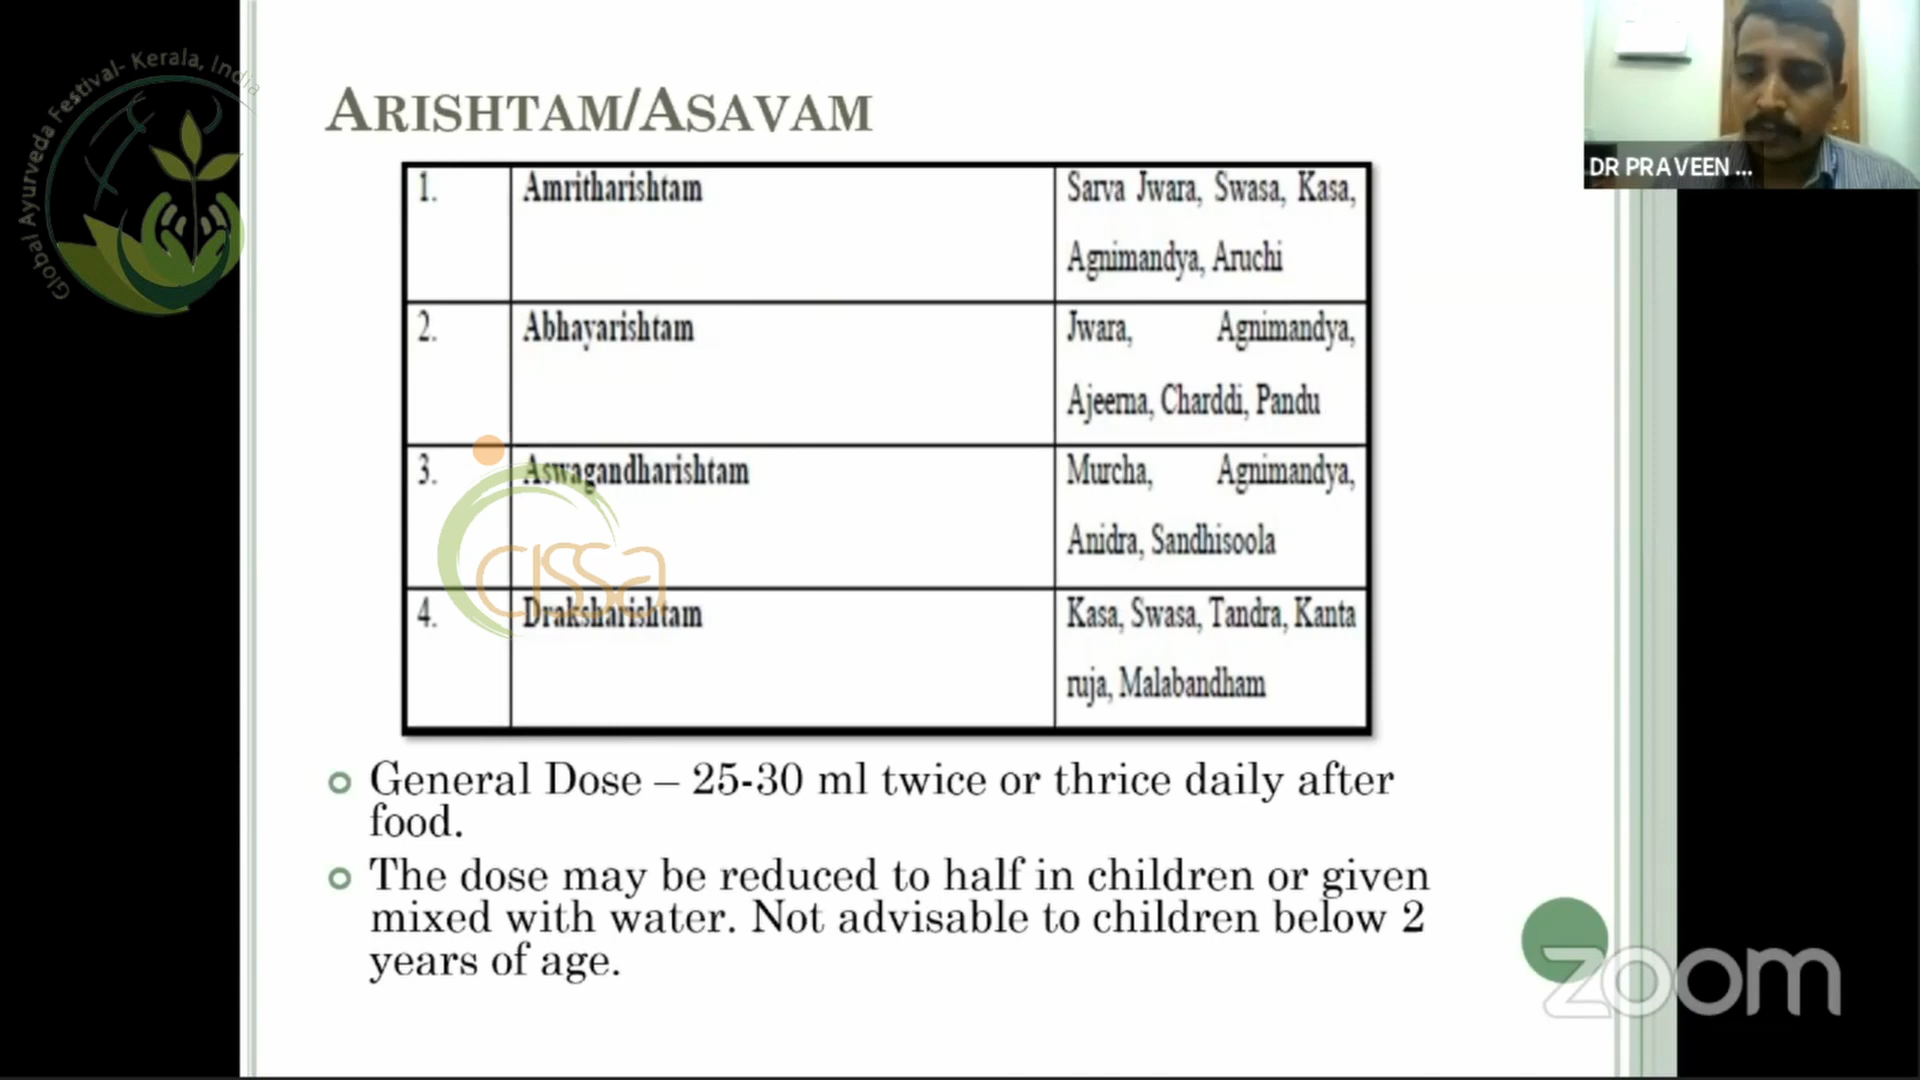 Global Ayurveda Festival- Kerala, India
ARISHTAM/ASAVAM
DR PRAVEEN ...
1. Amritharishtam Sarva Jwara, Swasa, Kasa,
Agnimandya, Aruchi
2. Abhayarishtam Jwara, Agnimandya,
Ajeerna, Charddi, Pandu
3. Aswagandharishtam Murcha, Agnimandya,
Anidra, Sandhisoola
cissa
4. Draksharishtam Kasa, Swasa, Tandra, Kanta
ruja, Malabandham
General Dose – 25-30 ml twice or thrice daily after
food.
The dose may be reduced to half in children or given
mixed with water. Not advisable to children below 2
years of age.
zoom